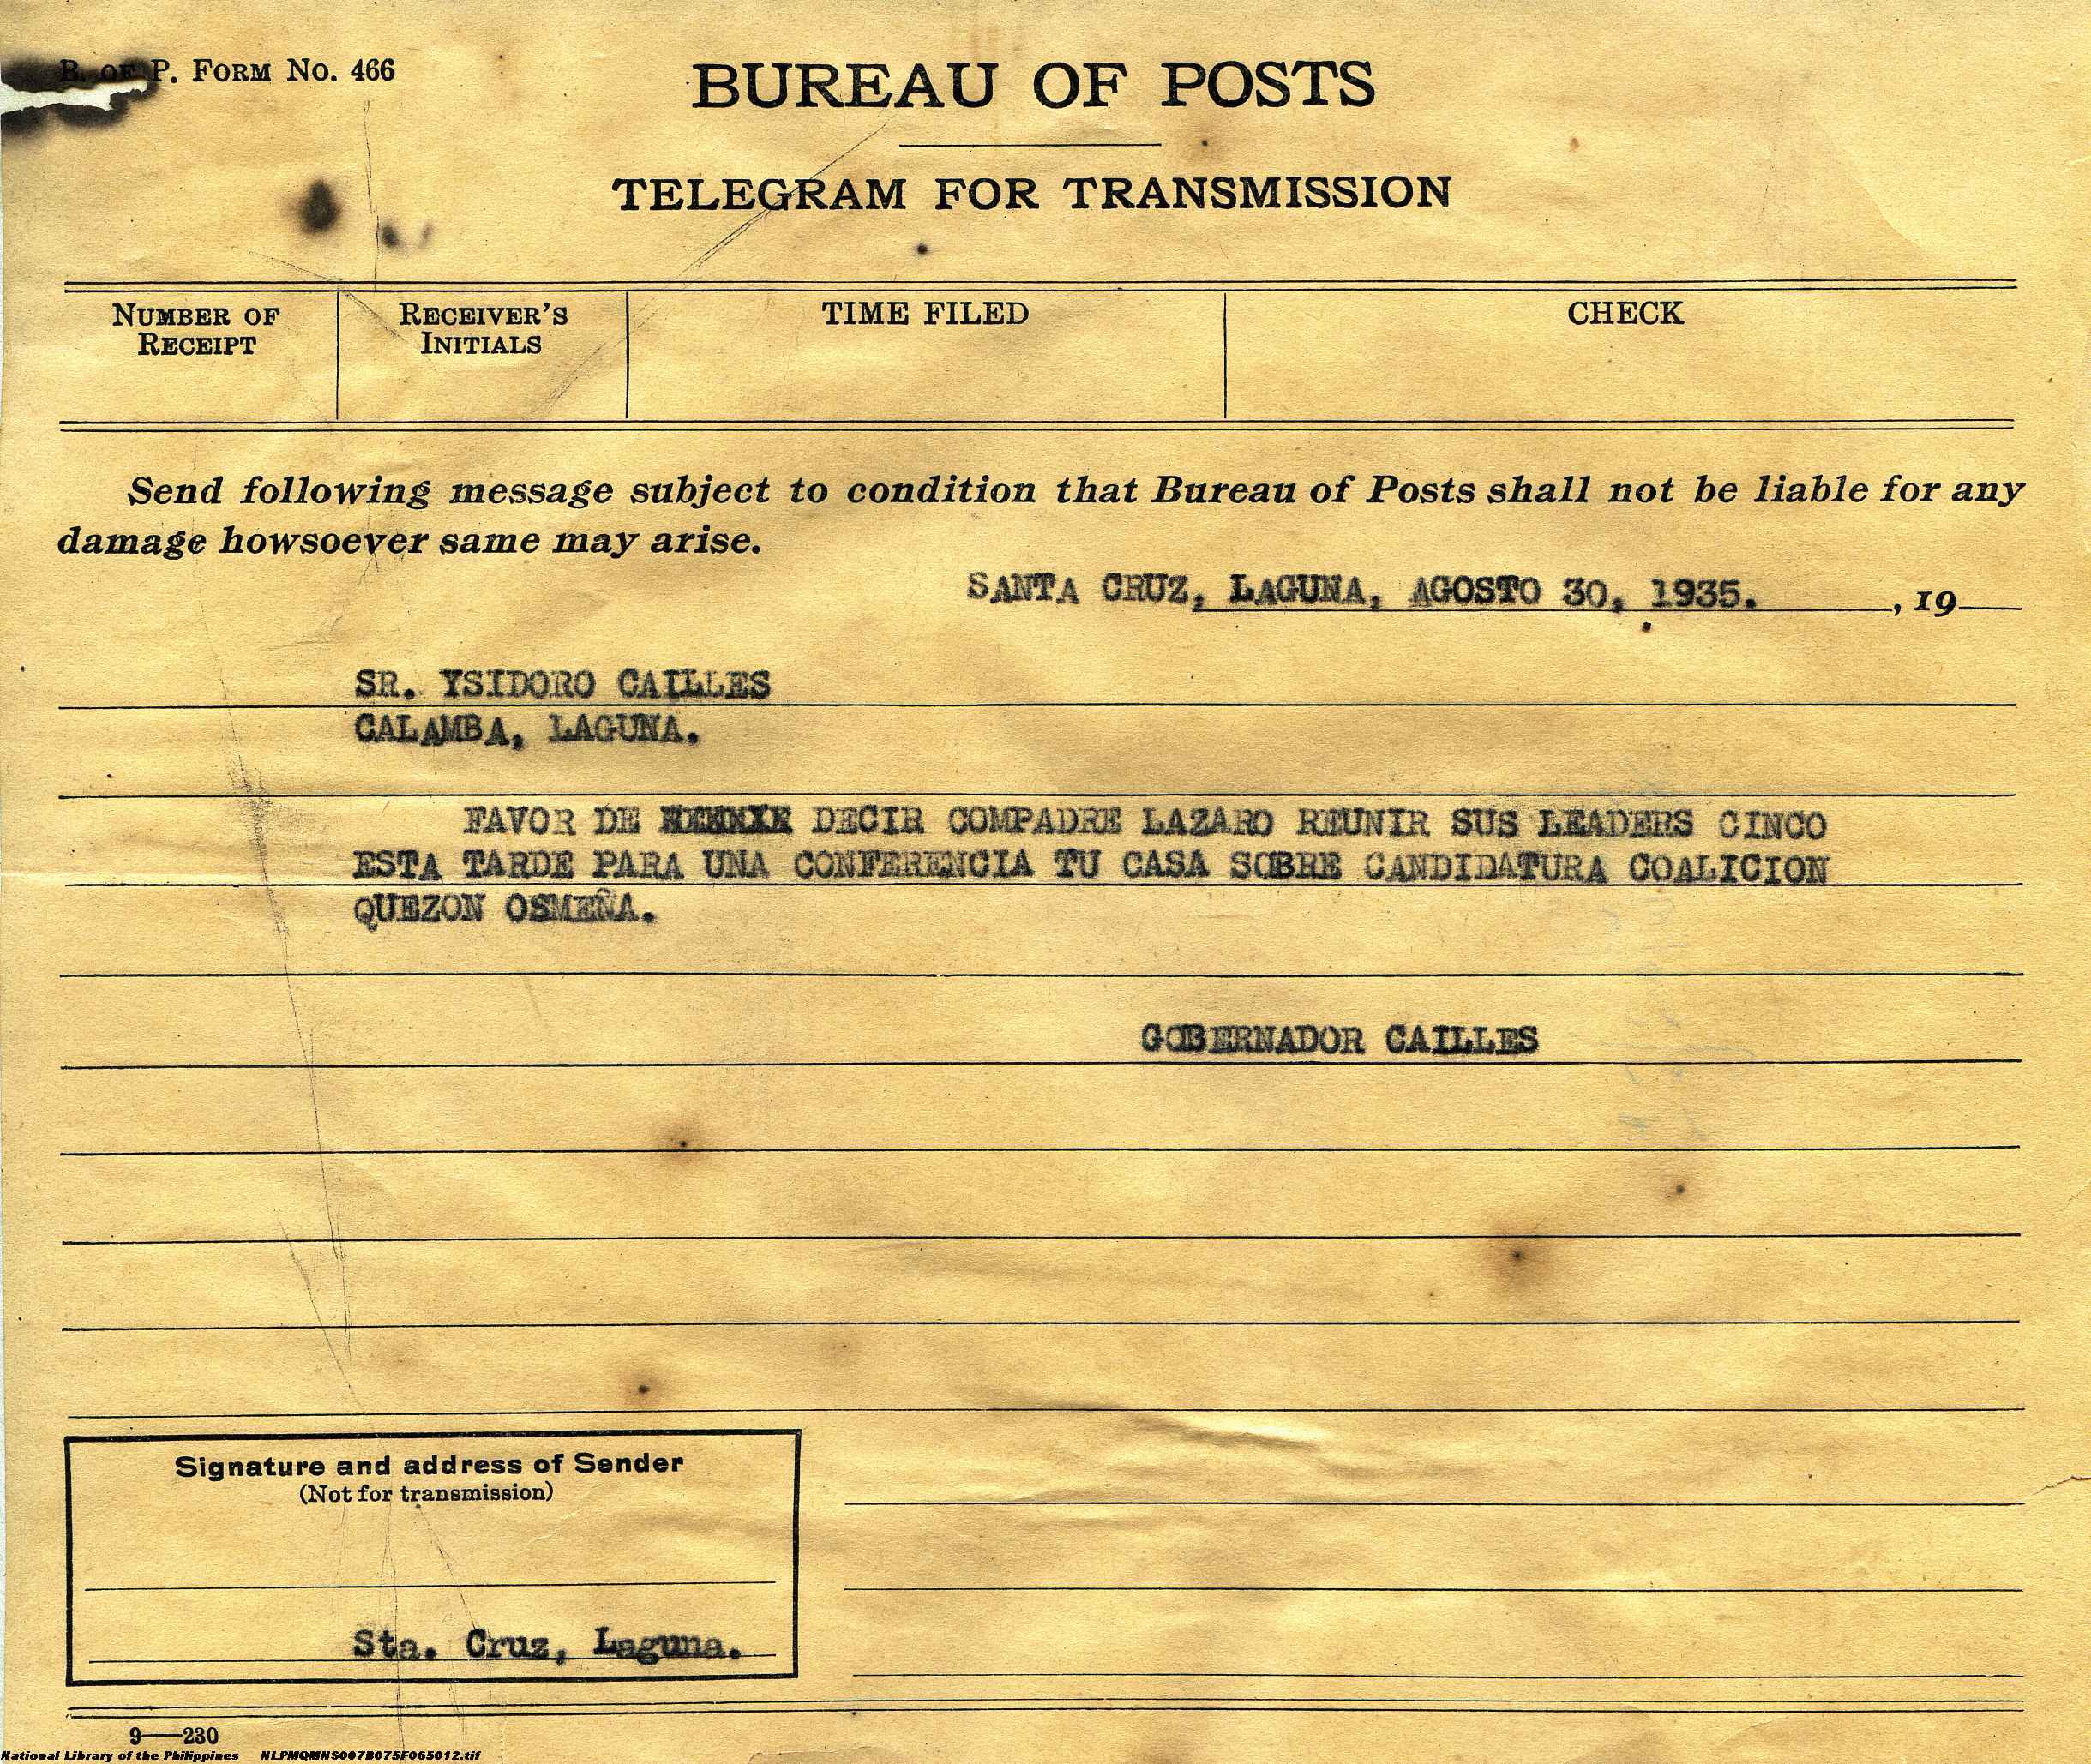 B. OF P. FORM NO. 466
BUREAU OF POSTS
TELEGRAM FOR TRANSMISSION
NUMBER OF RECEIPT
RECEIVER'S INITIALS
TIME FILED
CHECK
Send following message subject to condition that Bureau of Posts shall not be liable for any
damage howsoever same may arise.
SANTA CRUZ, LAGUNA, AGOSTO 30, 1935. , 19
SR. YSIDORO CAILLES
CALAMBA, LAGUNA.
FAVOR DE DECIR COMPADRE LAZARO REUNIR SUS LEADERS CINCO
ESTA TARDE PARA UNA CONFERENCIA TU CASA SOBRE CANDIDATURA COALICION
QUEZON OSMEÑA.
GOBERNADOR CAILLES
Signature and address of Sender
(Not for transmission)
Sta. Cruz, Laguna.
9—230
National Library of the Philippines NLPMQMNS007B075F065012.tif